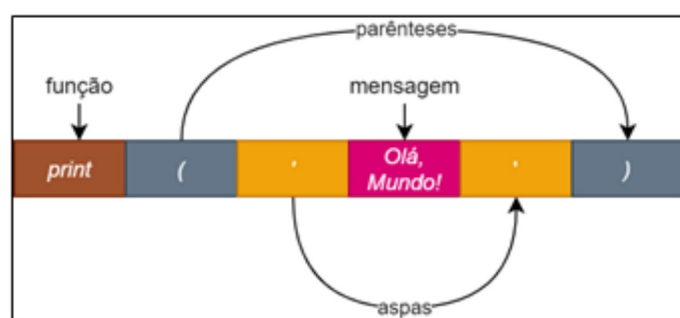 parênteses
função
mensagem
print
(
'
Olá,
Mundo!
'
)
aspas